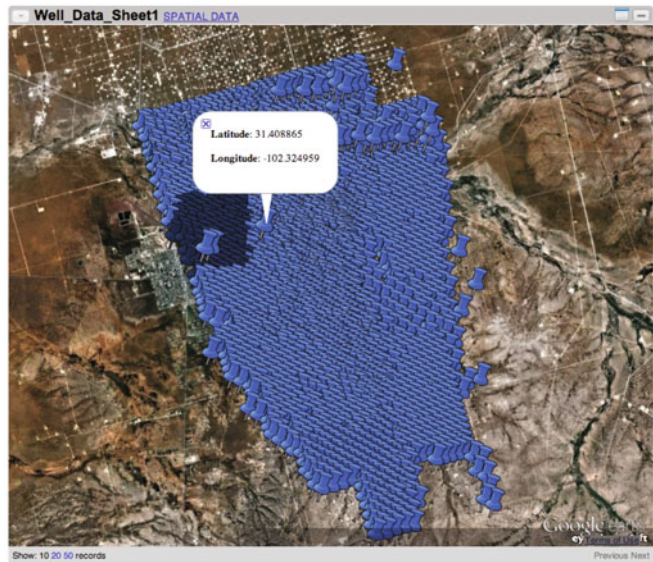 Well_Data_Sheet1 SPATIAL DATA
Latitude: 31.408865
Longitude: -102.324959
Google
Terms of Use
Show: 10 20 50 records
Previous Next